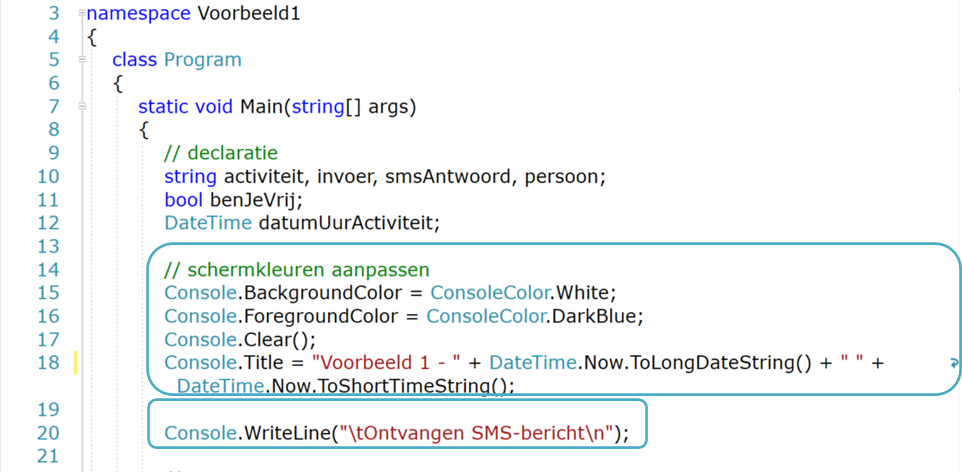 3 namespace Voorbeeld1
4 {
5 class Program
6 {
7 static void Main(string[] args)
8 {
9 // declaratie
10 string activiteit, invoer, smsAntwoord, persoon;
11 bool benJeVrij;
12 DateTime datumUurActiviteit;
13
14 // schermkleuren aanpassen
15 Console.BackgroundColor = ConsoleColor.White;
16 Console.ForegroundColor = ConsoleColor.DarkBlue;
17 Console.Clear();
18 Console.Title = "Voorbeeld 1 - " + DateTime.Now.ToLongDateString() + " " +
DateTime.Now.ToShortTimeString();
19
20 Console.WriteLine("\tOntvangen SMS-bericht\n");
21